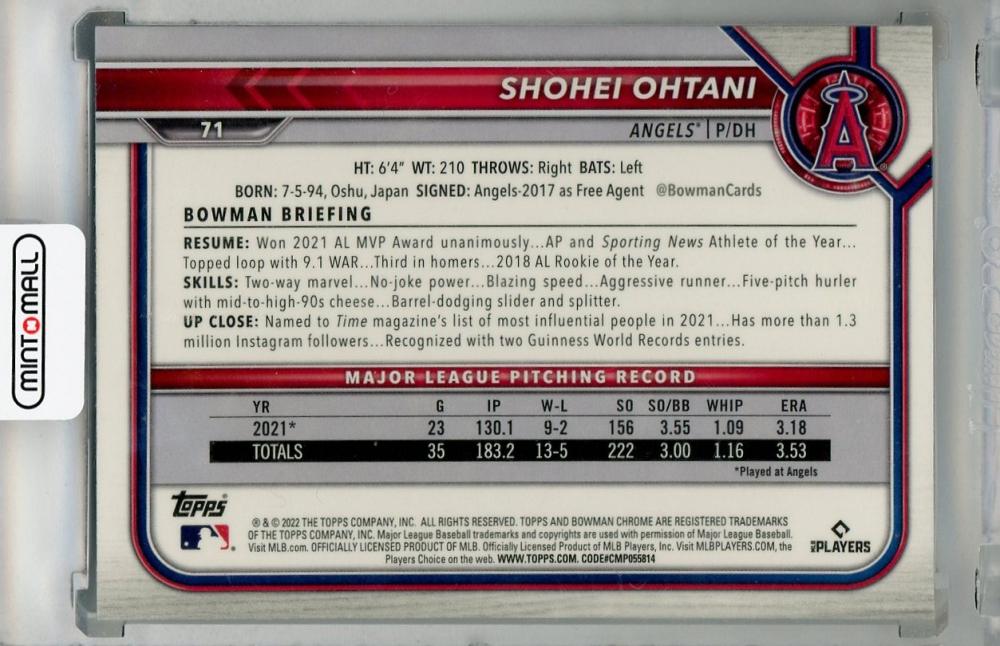 SHOHEI OHTANI
71
ANGELS* | P/DH
A
HT: 6'4" WT: 210 THROWS: Right BATS: Left
BORN: 7-5-94, Oshu, Japan SIGNED: Angels-2017 as Free Agent @BowmanCards
BOWMAN BRIEFING
RESUME: Won 2021 AL MVP Award unanimously...AP and Sporting News Athlete of the Year...
Topped loop with 9.1 WAR...Third in homers...2018 AL Rookie of the Year.
SKILLS: Two-way marvel...No-joke power...Blazing speed...Aggressive runner...Five-pitch hurler
with mid-to-high-90s cheese...Barrel-dodging slider and splitter.
UP CLOSE: Named to Time magazine's list of most influential people in 2021...Has more than 1.3
million Instagram followers...Recognized with two Guinness World Records entries.
MINTMALL
MAJOR LEAGUE PITCHING RECORD
YR G IP W-L SO SO/BB WHIP ERA
2021* 23 130.1 9-2 156 3.55 1.09 3.18
TOTALS 35 183.2 13-5 222 3.00 1.16 3.53
*Played at Angels
Topps®
® & © 2022 THE TOPPS COMPANY, INC. ALL RIGHTS RESERVED. TOPPS AND BOWMAN CHROME ARE REGISTERED TRADEMARKS
OF THE TOPPS COMPANY, INC. Major League Baseball trademarks and copyrights are used with permission of Major League Baseball.
Visit MLB.com. OFFICIALLY LICENSED PRODUCT OF MLB. Officially Licensed Product of MLB Players, Inc. Visit MLBPLAYERS.COM, the
Players Choice on the web. WWW.TOPPS.COM. CODE#CMP055814
MLB PLAYERS